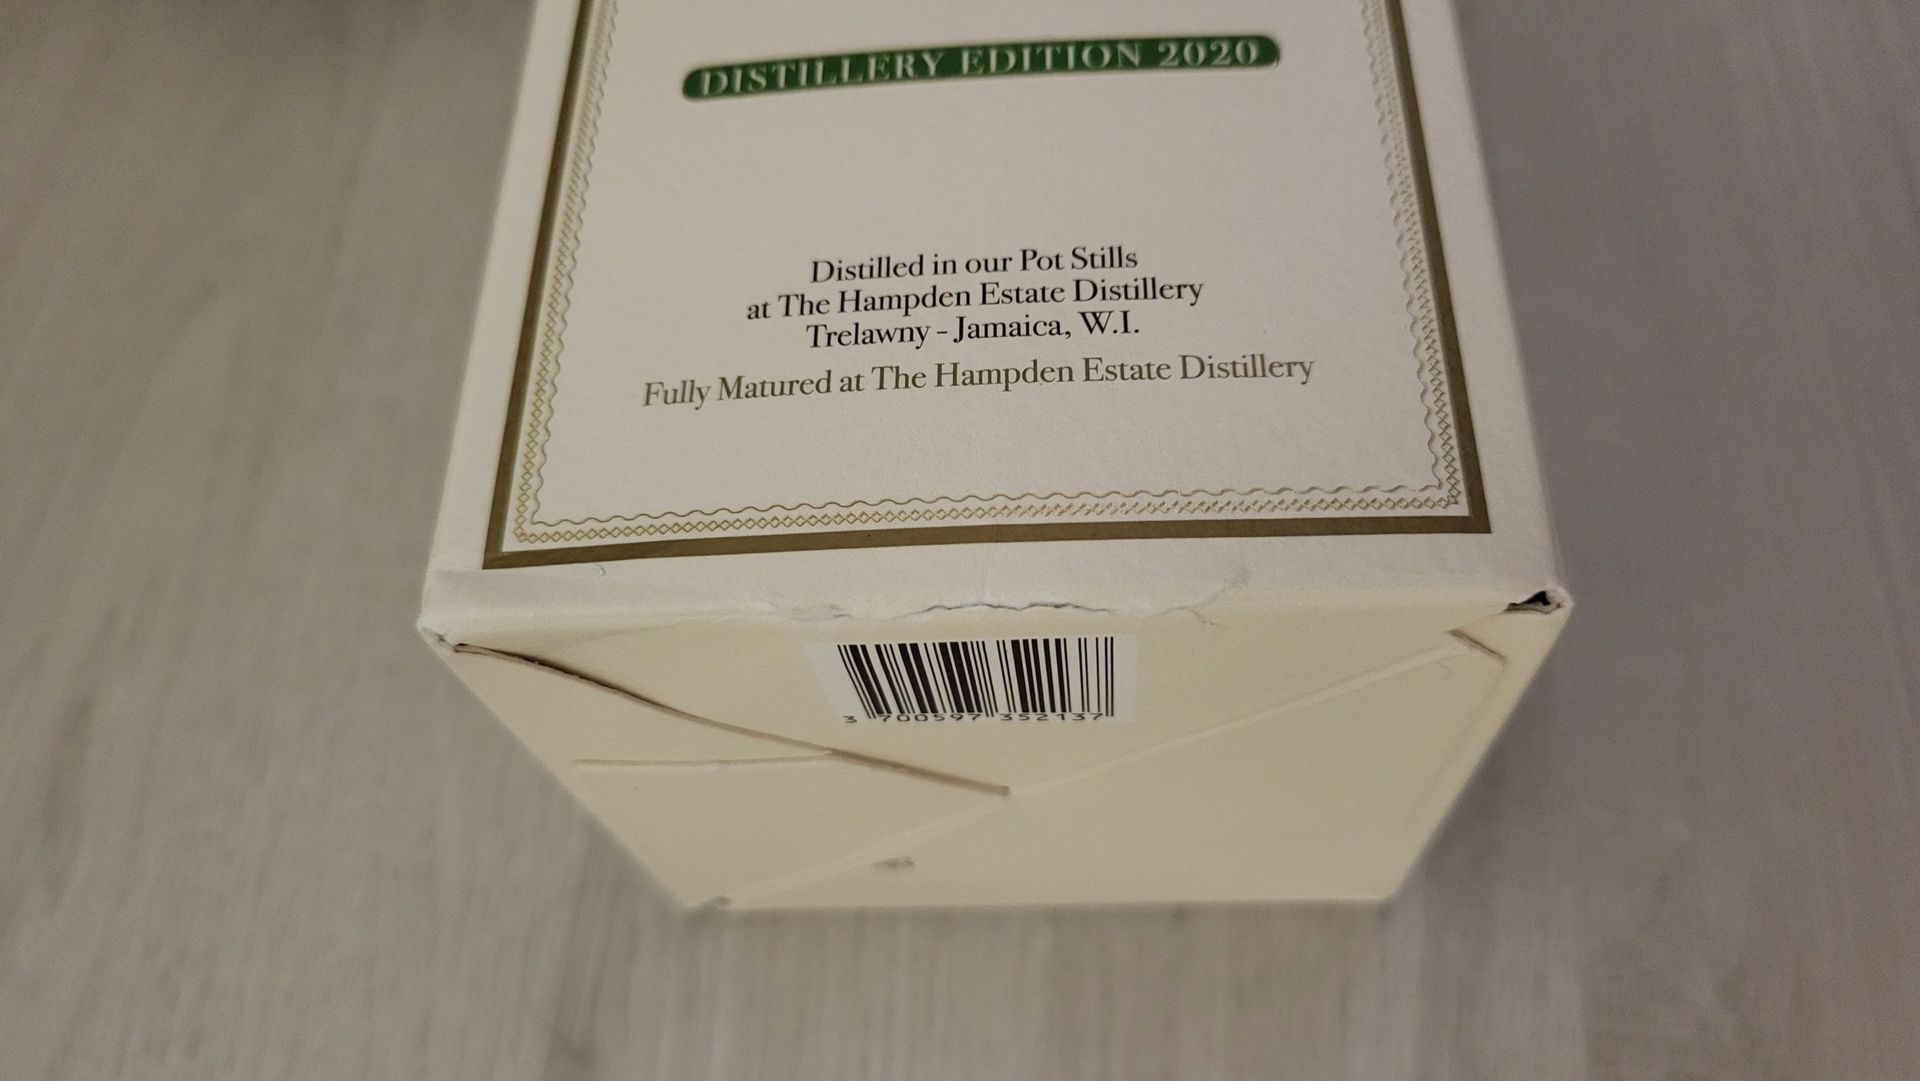 DISTILLERY EDITION 2020
Distilled in our Pot Stills
at The Hampden Estate Distillery
Trelawny - Jamaica, W.I.
Fully Matured at The Hampden Estate Distillery
3 700597 352137